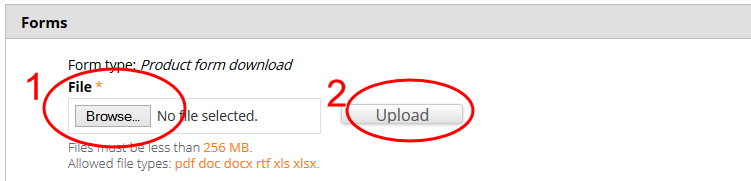 Forms
Form type: Product form download
File *
1
Browse... No file selected.
2
Upload
Files must be less than 256 MB.
Allowed file types: pdf doc docx rtf xls xlsx.